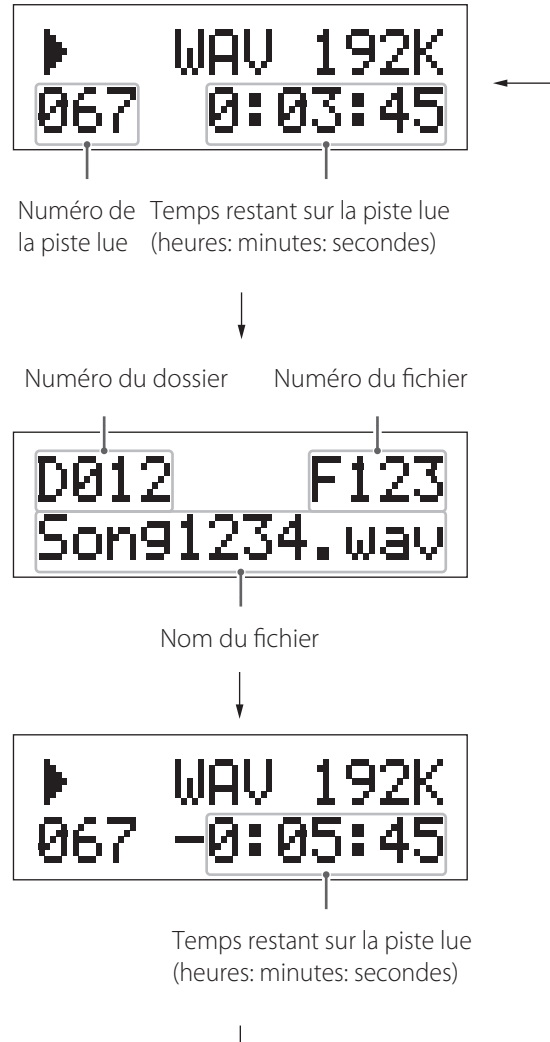 ▶ WAV 192K
067 0:03:45
Numéro de la piste lue
Temps restant sur la piste lue
(heures: minutes: secondes)
Numéro du dossier
Numéro du fichier
D012 F123
Song1234.wav
Nom du fichier
▶ WAV 192K
067 -0:05:45
Temps restant sur la piste lue
(heures: minutes: secondes)